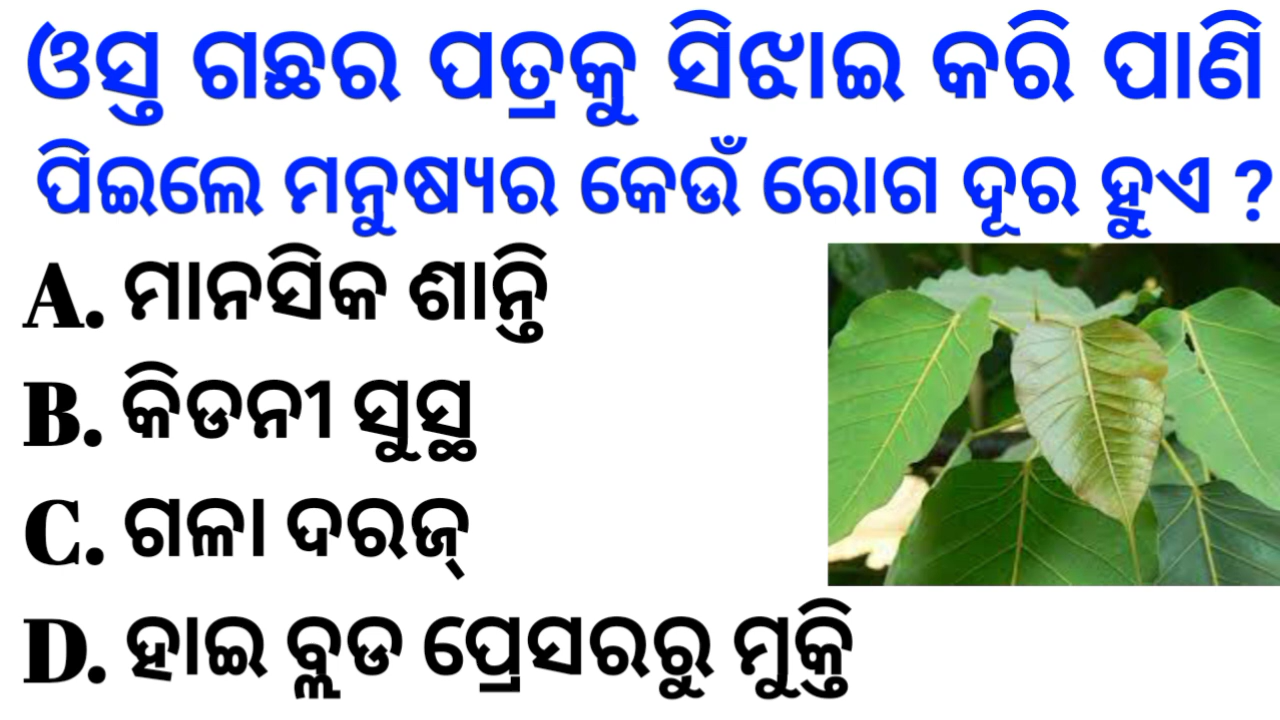 ଓସ୍ତ ଗଛର ପତ୍ରକୁ ସିଝାଇ କରି ପାଣି
ପିଇଲେ ମନୁଷ୍ୟର କେଉଁ ରୋଗ ଦୂର ହୁଏ ?
A. ମାନସିକ ଶାନ୍ତି
B. କିଡନୀ ସୁସ୍ଥ
C. ଗଳା ଦରଜ୍
D. ହାଇ ବ୍ଲଡ ପ୍ରେସରରୁ ମୁକ୍ତି